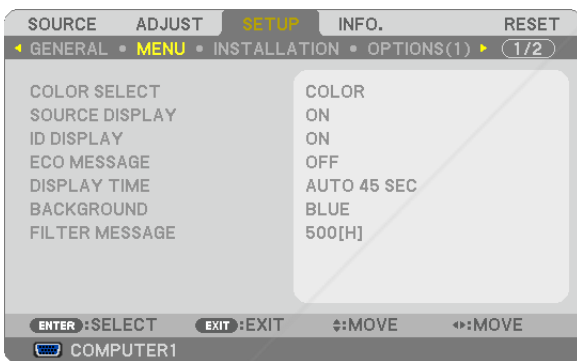 SOURCE ADJUST SETUP INFO. RESET
GENERAL • MENU • INSTALLATION • OPTIONS(1) 1/2
COLOR SELECT COLOR
SOURCE DISPLAY ON
ID DISPLAY ON
ECO MESSAGE OFF
DISPLAY TIME AUTO 45 SEC
BACKGROUND BLUE
FILTER MESSAGE 500[H]
ENTER :SELECT EXIT :EXIT :MOVE :MOVE
COMPUTER1